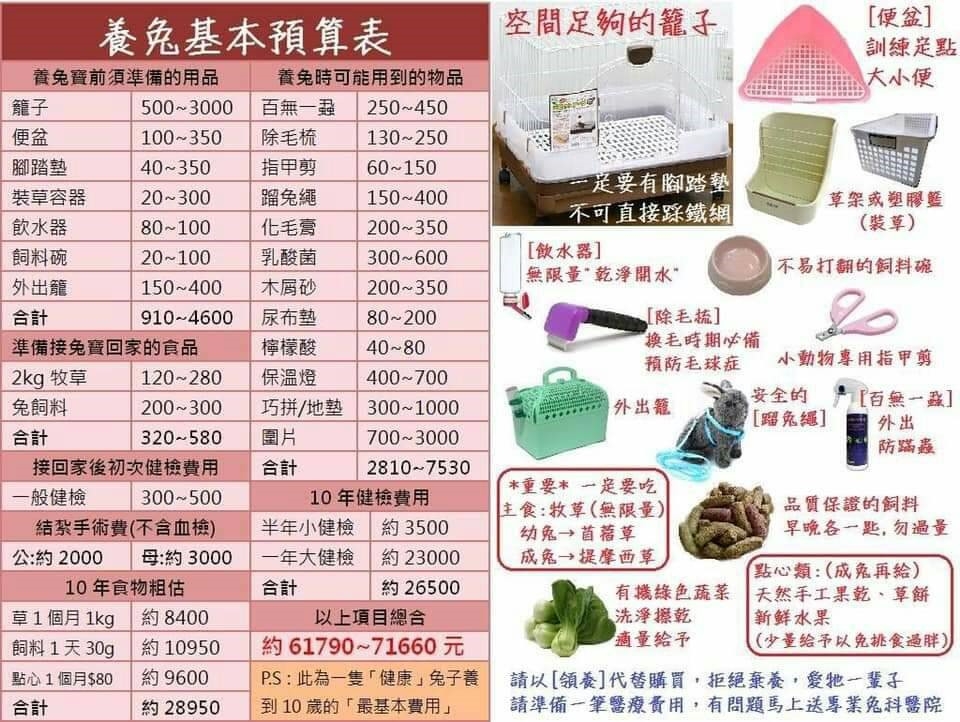 養兔基本預算表
養兔寶前須準備的用品
籠子 500~3000
便盆 100~350
腳踏墊 40~350
裝草容器 20~300
飲水器 80~100
飼料碗 20~100
外出籠 150~400
合計 910~4600
準備接兔寶回家的食品
2kg 牧草 120~280
兔飼料 200~300
合計 320~580
接回家後初次健檢費用
一般健檢 300~500
結紮手術費(不含血檢)
公:約 2000 母:約 3000
10 年食物粗估
草 1 個月 1kg 約 8400
飼料 1 天 30g 約 10950
點心 1 個月$80 約 9600
合計 約 28950
養兔時可能用到的物品
百無一蝨 250~450
除毛梳 130~250
指甲剪 60~150
蹓兔繩 150~400
化毛膏 200~350
乳酸菌 300~600
木屑砂 200~350
尿布墊 80~200
檸檬酸 40~80
保溫燈 400~700
巧拼/地墊 300~1000
圍片 700~3000
合計 2810~7530
10 年健檢費用
半年小健檢 約 3500
一年大健檢 約 23000
合計 約 26500
以上項目總合
約 61790~71660 元
P.S：此為一隻「健康」兔子養
到 10 歲的「最基本費用」
空間足夠的籠子
一定要有腳踏墊
不可直接踩鐵網
[便盆]
訓練定點
大小便
草架或塑膠籃
(裝草)
[飲水器]
無限量"乾淨開水"
不易打翻的飼料碗
[除毛梳]
換毛時期必備
預防毛球症
小動物專用指甲剪
外出籠
安全的
[蹓兔繩]
[百無一蝨]
外出
防蹣蟲
*重要* 一定要吃
主食:牧草(無限量)
幼兔→苜蓿草
成兔→提摩西草
品質保證的飼料
早晚各一匙,勿過量
有機綠色蔬菜
洗淨擦乾
適量給予
點心類:(成兔再給)
天然手工果乾、草餅
新鮮水果
(少量給予以免挑食過胖)
請以[領養]代替購買，拒絕棄養，愛牠一輩子
請準備一筆醫療費用，有問題馬上送專業兔科醫院